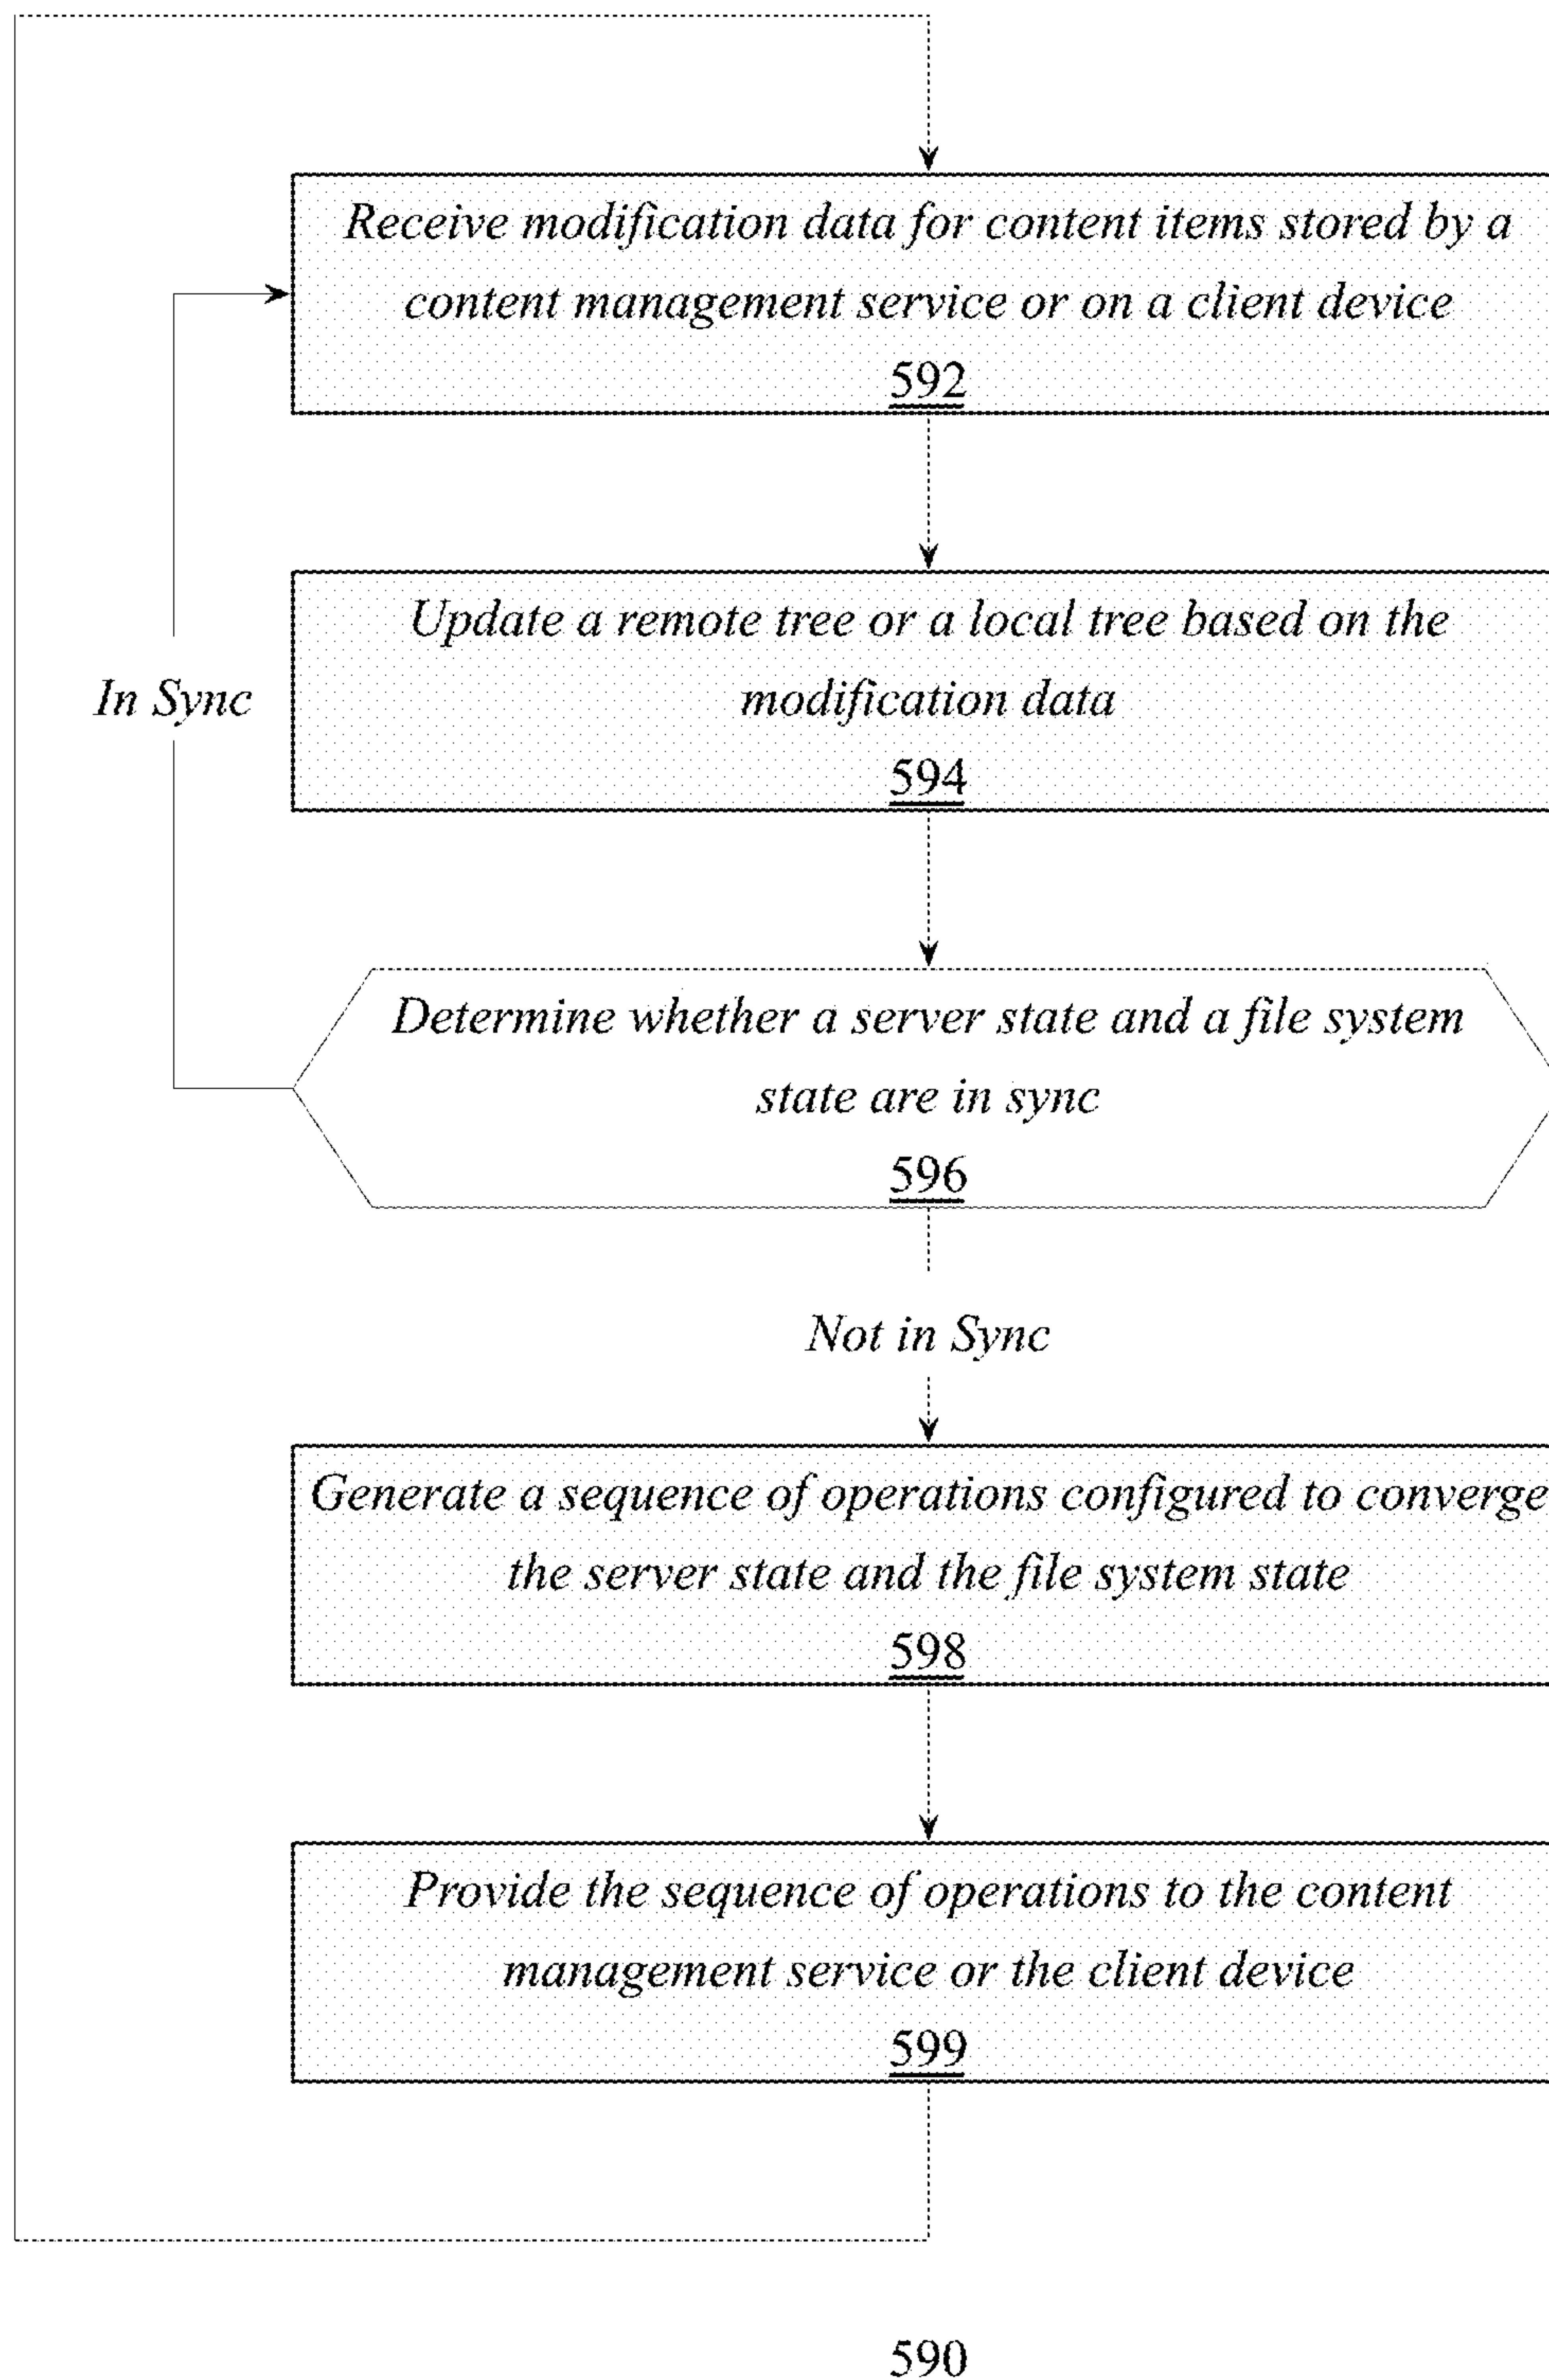 Receive modification data for content items stored by a
content management service or on a client device
592
Update a remote tree or a local tree based on the
modification data
594
In Sync
Determine whether a server state and a file system
state are in sync
596
Not in Sync
Generate a sequence of operations configured to converge
the server state and the file system state
598
Provide the sequence of operations to the content
management service or the client device
599
590